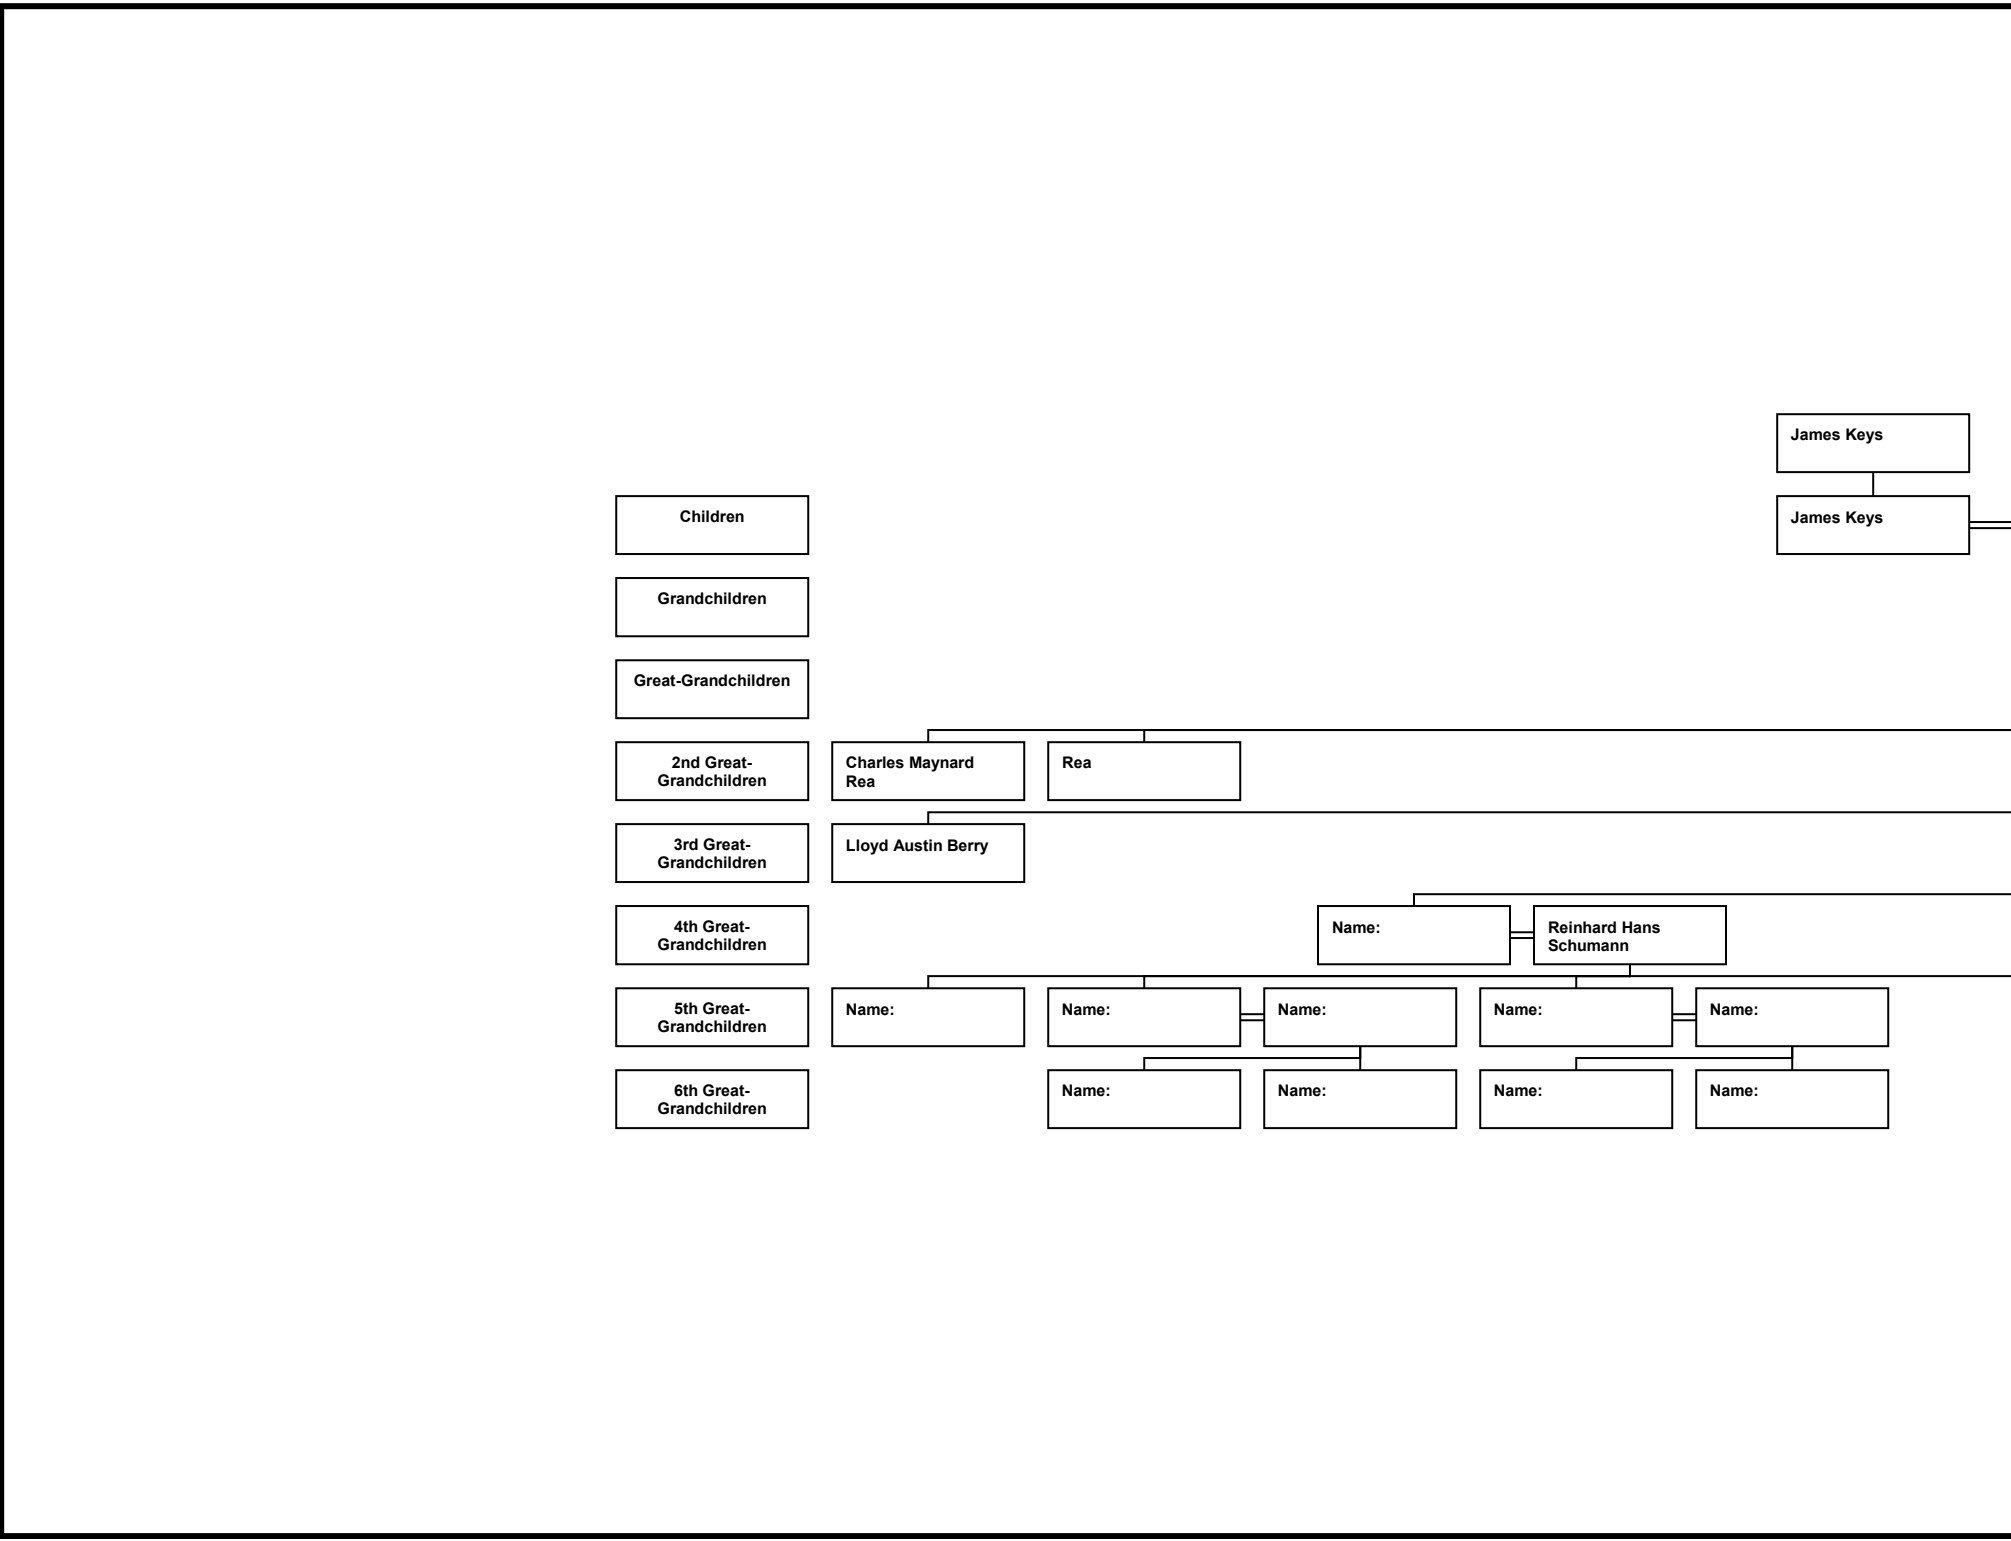 James Keys
Children
James Keys
Grandchildren
Great-Grandchildren
2nd Great-
Grandchildren
Charles Maynard
Rea
Rea
3rd Great-
Grandchildren
Lloyd Austin Berry
4th Great-
Grandchildren
Name:
Reinhard Hans
Schumann
5th Great-
Grandchildren
Name:
Name:
Name:
Name:
Name:
6th Great-
Grandchildren
Name:
Name:
Name:
Name: